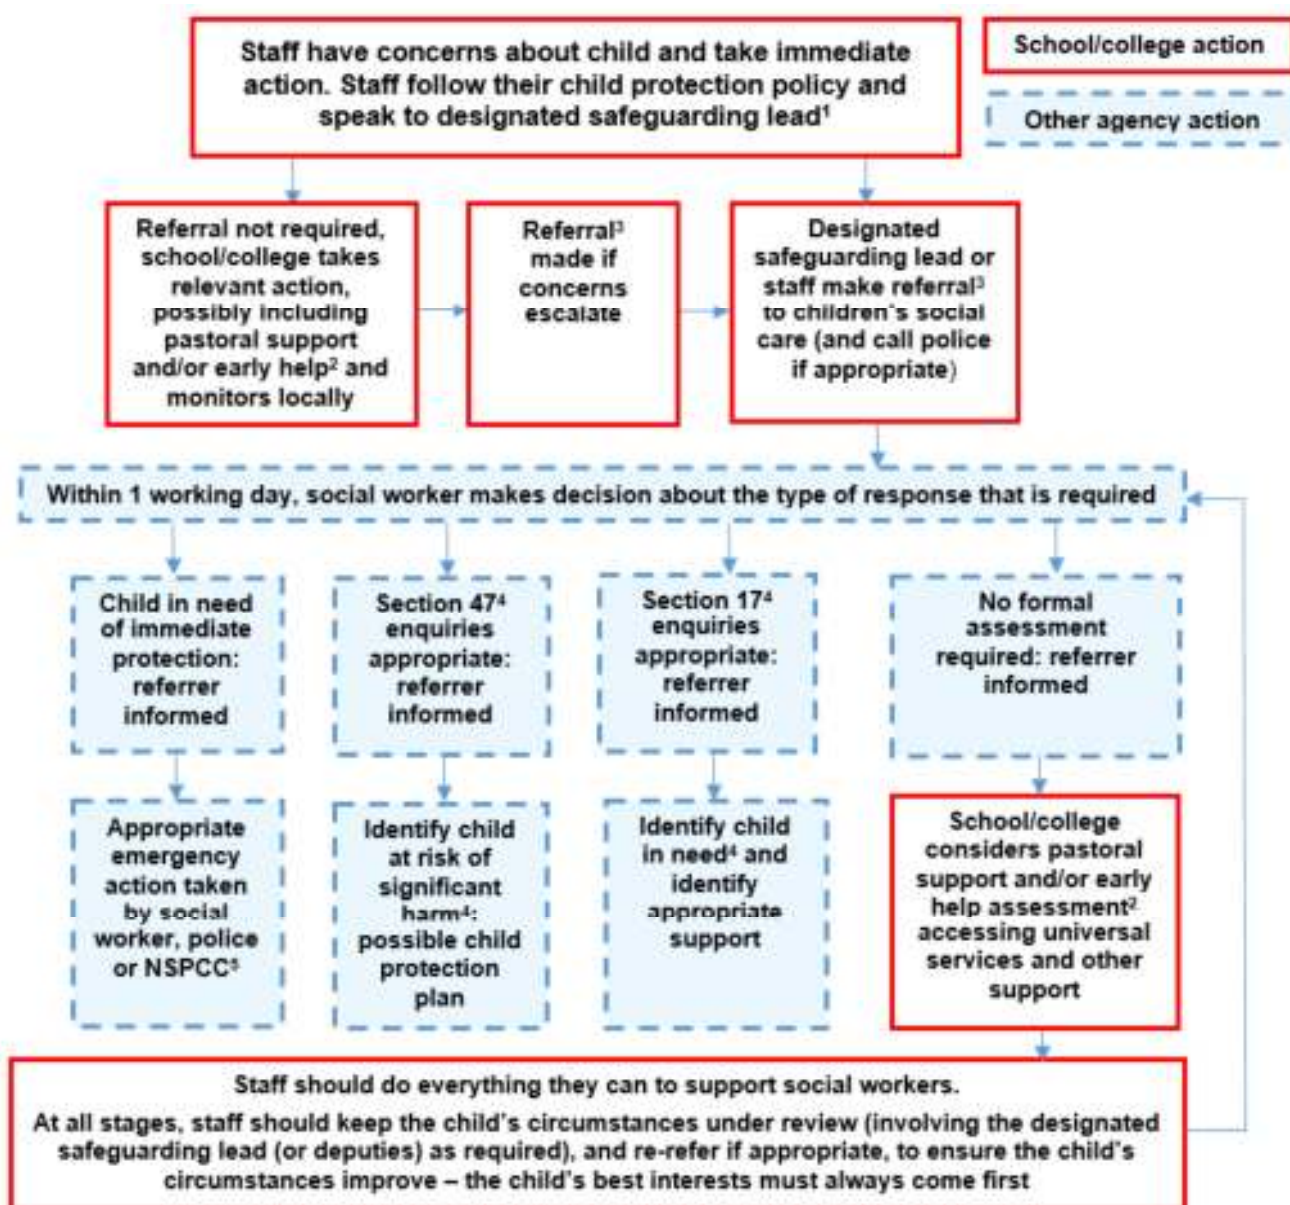 Staff have concerns about child and take immediate
action. Staff follow their child protection policy and
speak to designated safeguarding lead¹
School/college action
Other agency action
Referral not required,
school/college takes
relevant action,
possibly including
pastoral support
and/or early help² and
monitors locally
Referral³
made if
concerns
escalate
Designated
safeguarding lead or
staff make referral³
to children's social
care (and call police
if appropriate)
Within 1 working day, social worker makes decision about the type of response that is required
Child in need
of immediate
protection:
referrer
informed
Section 47⁴
enquiries
appropriate:
referrer
informed
Section 17⁴
enquiries
appropriate:
referrer
informed
No formal
assessment
required: referrer
informed
Appropriate
emergency
action taken
by social
worker, police
or NSPCC⁵
Identify child
at risk of
significant
harm⁴:
possible child
protection
plan
Identify child
in need⁴ and
identify
appropriate
support
School/college
considers pastoral
support and/or early
help assessment²
accessing universal
services and other
support
Staff should do everything they can to support social workers.
At all stages, staff should keep the child's circumstances under review (involving the designated
safeguarding lead (or deputies) as required), and re-refer if appropriate, to ensure the child's
circumstances improve – the child's best interests must always come first